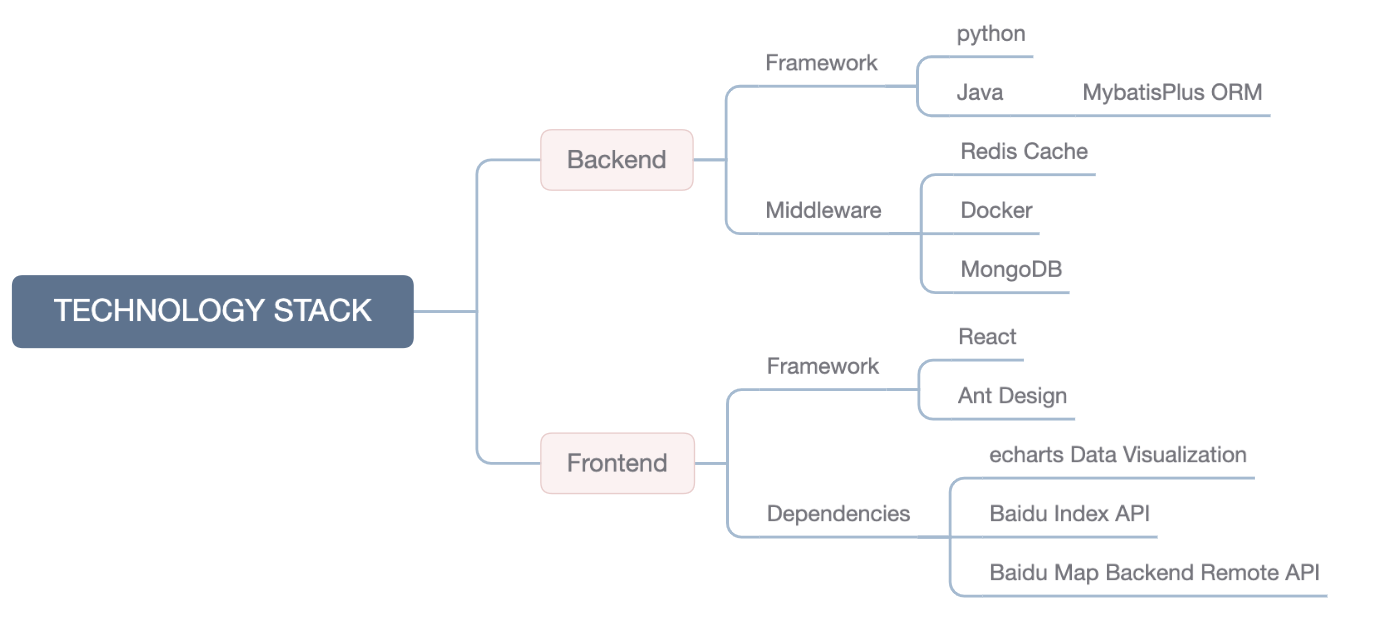 TECHNOLOGY STACK
Backend
Framework
python
Java MybatisPlus ORM
Middleware
Redis Cache
Docker
MongoDB
Frontend
Framework
React
Ant Design
Dependencies
echarts Data Visualization
Baidu Index API
Baidu Map Backend Remote API